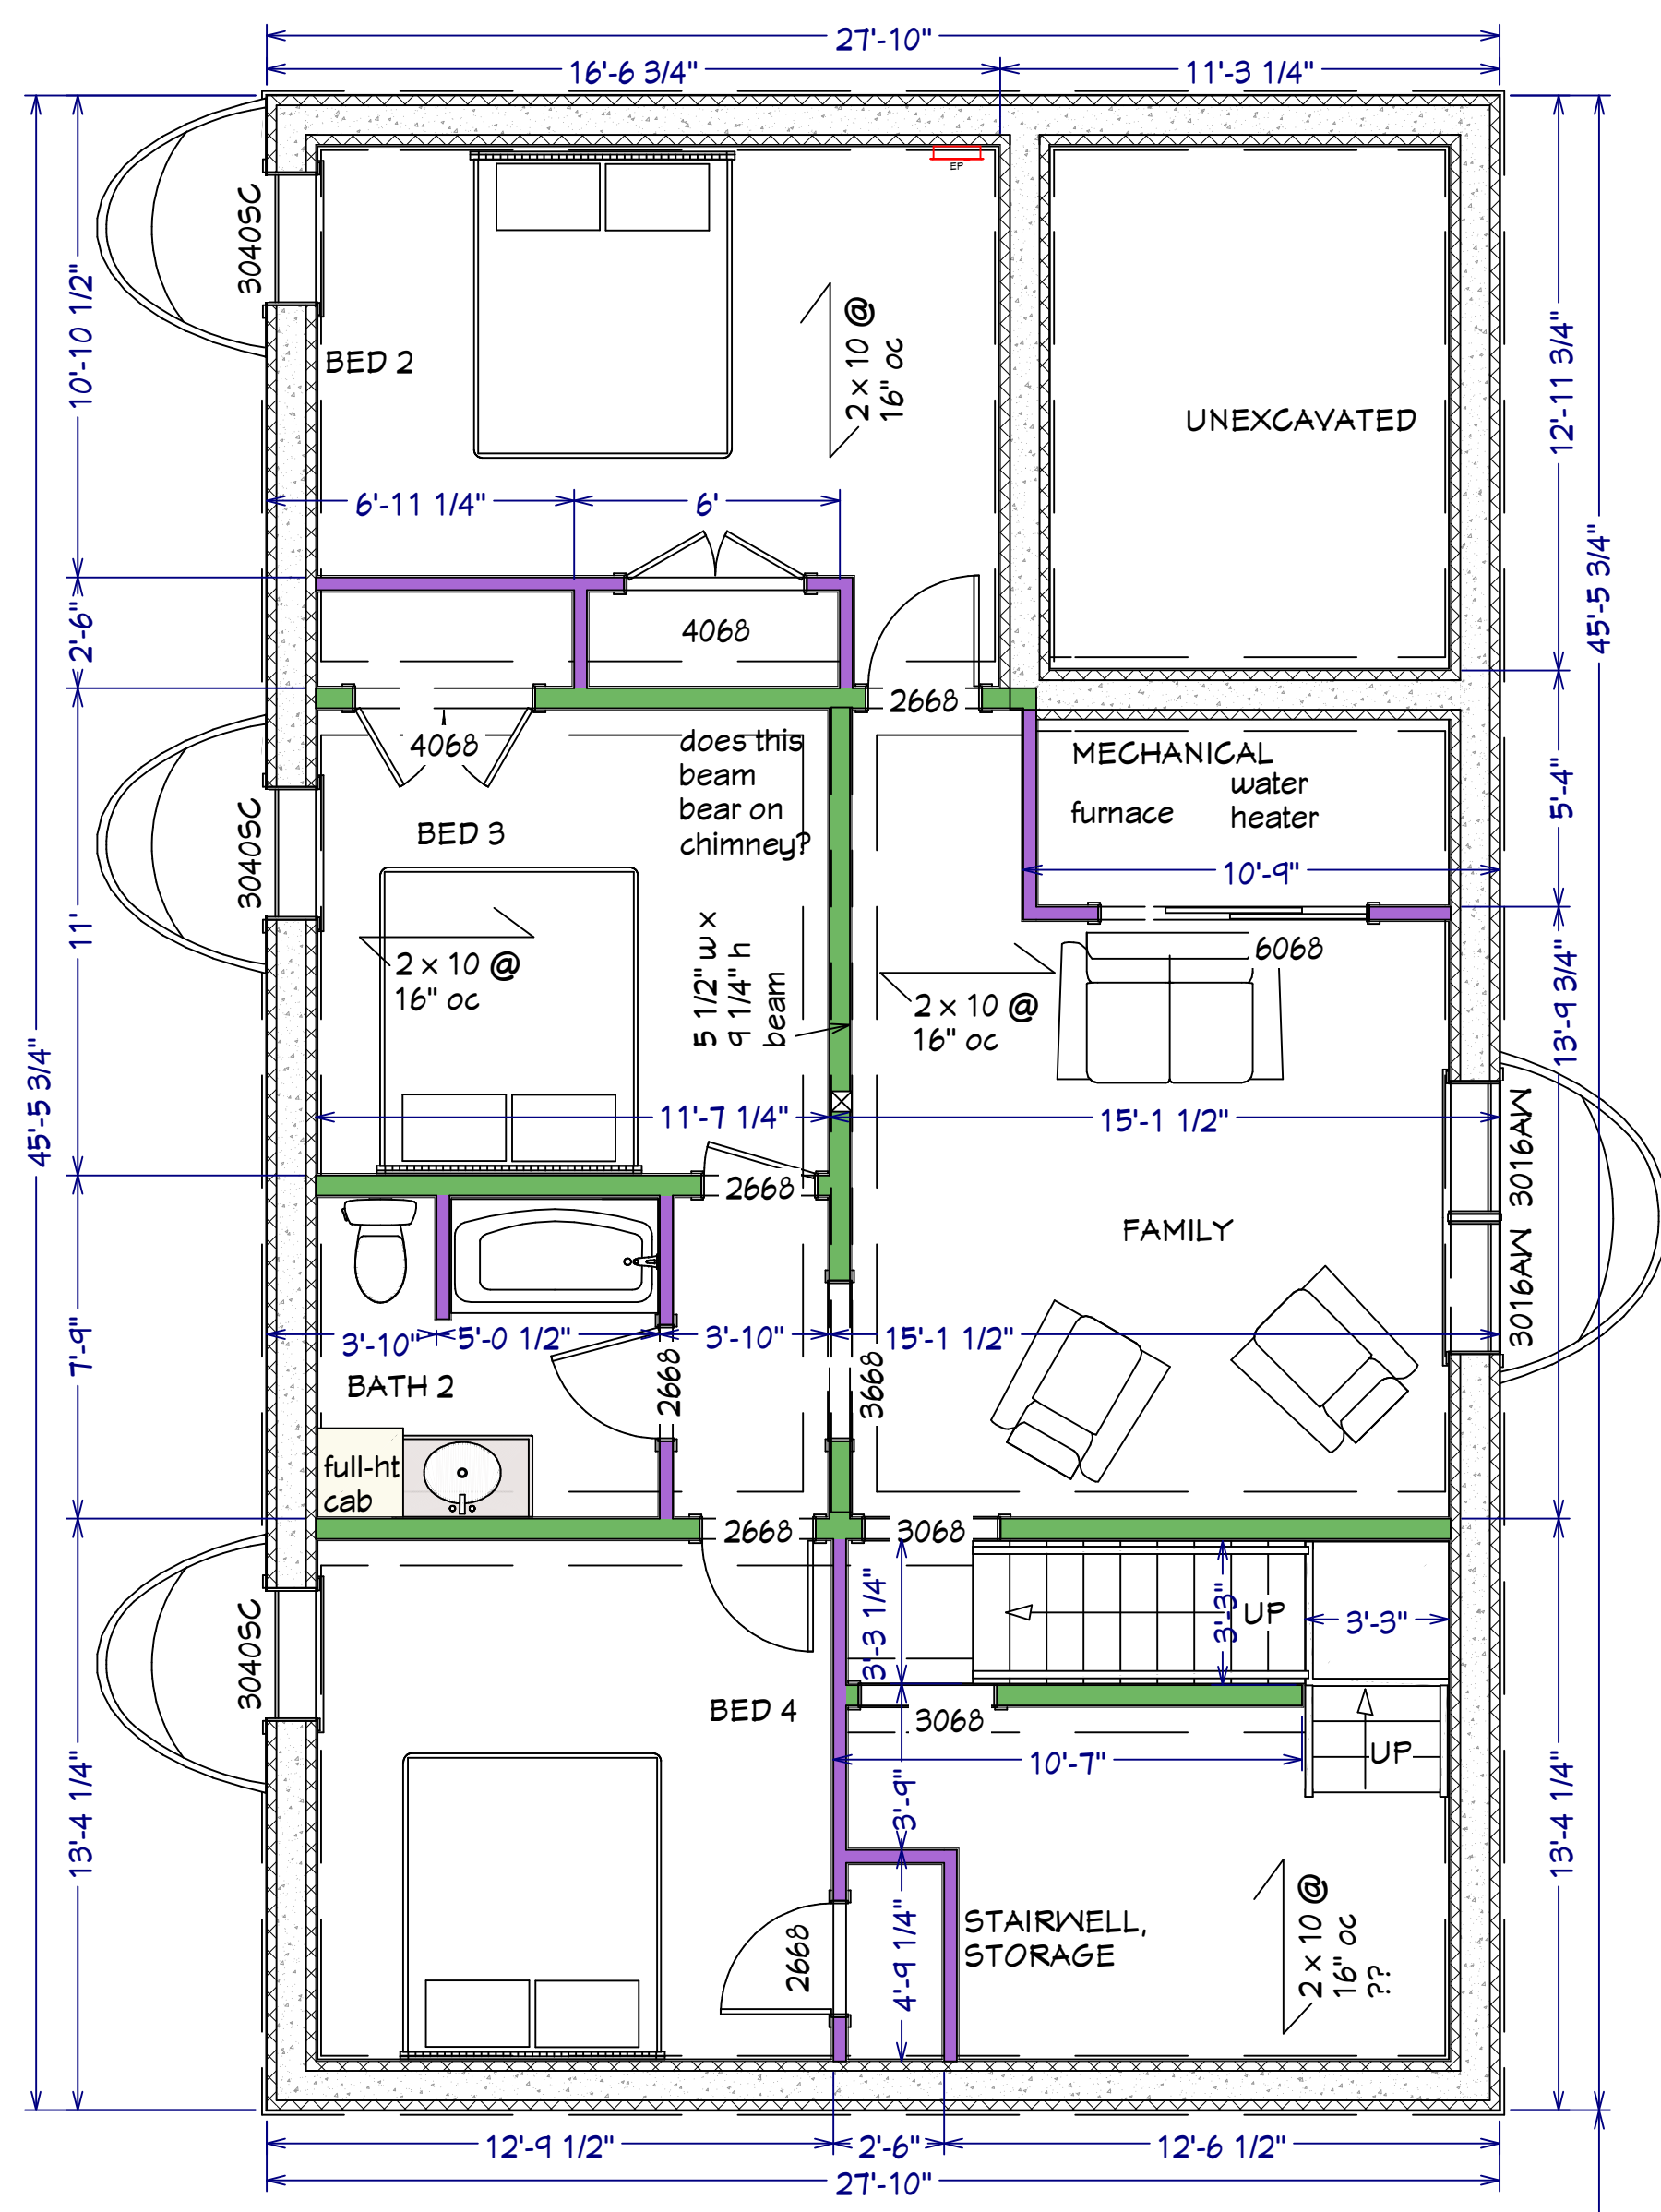 27'-10"
16'-6 3/4"
11'-3 1/4"
3040SC
EP
10'-10 1/2"
2 x 10 @
16" oc
BED 2
UNEXCAVATED
12'-11 3/4"
45'-5 3/4"
6'-11 1/4"
6'
2'-6"
4068
2668
4068
does this
beam
bear on
chimney?
MECHANICAL
furnace
water
heater
5'-4"
BED 3
3040SC
10'-9"
11'
2 x 10 @
16" oc
5 1/2" w x
9 1/4" h
beam
6068
2 x 10 @
16" oc
13'-9 3/4"
45'-5 3/4"
11'-7 1/4"
15'-1 1/2"
3016AW
3016AW
2668
FAMILY
7'-9"
3'-10"
5'-0 1/2"
3'-10"
15'-1 1/2"
BATH 2
2668
3668
full-ht
cab
2668
3068
3040SC
3'-3 1/4"
3'-3"
UP
3'-3"
BED 4
3068
UP
10'-7"
13'-4 1/4"
3'-9"
13'-4 1/4"
STAIRWELL,
STORAGE
2668
4'-9 1/4"
2 x 10 @
16" oc
??
12'-9 1/2"
2'-6"
12'-6 1/2"
27'-10"